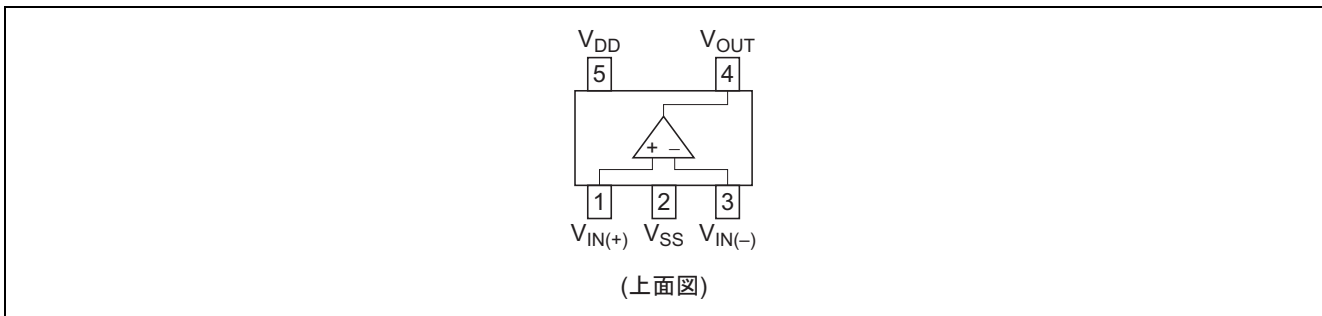 VDD VOUT
5 4
+ –
1 2 3
VIN(+) VSS VIN(–)
(上面図)